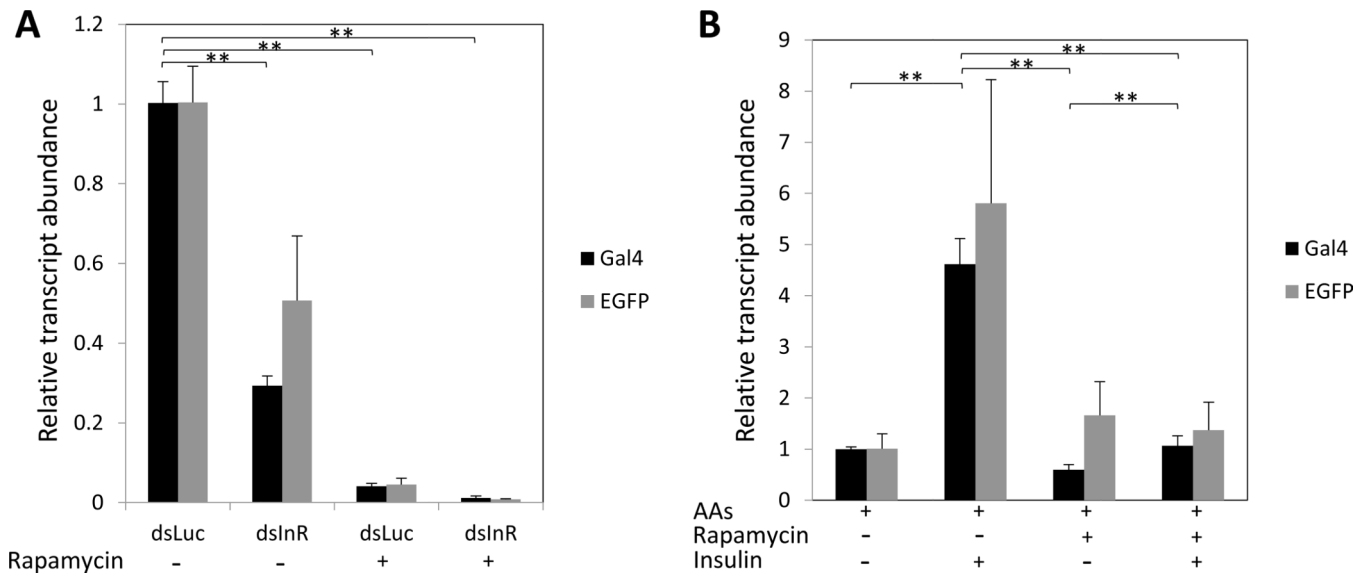 A
Relative transcript abundance
1.2
1
0.8
0.6
0.4
0.2
0
**
**
**
dsLuc dsInR dsLuc dsInR
Rapamycin - - + +
Gal4
EGFP
B
Relative transcript abundance
9
8
7
6
5
4
3
2
1
0
**
** **
**
AAs + + + +
Rapamycin - - + +
Insulin - + - +
Gal4
EGFP